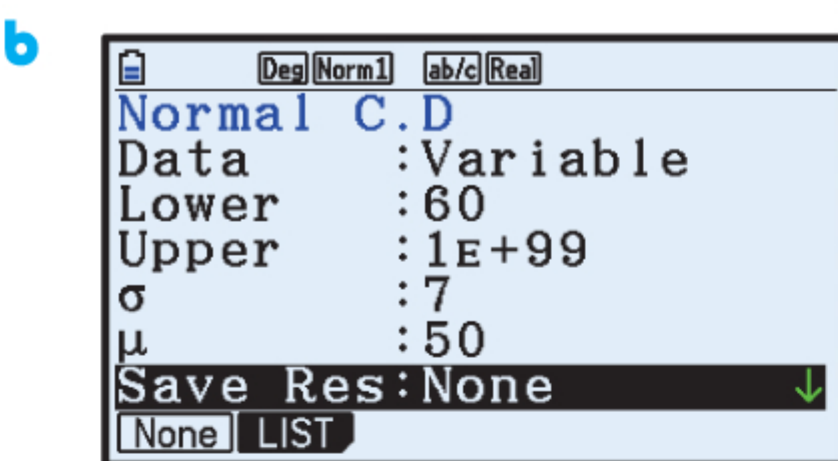 b
Deg Norm1 ab/c Real
Normal C.D
Data :Variable
Lower :60
Upper :1E+99
σ :7
μ :50
Save Res:None ↓
None LIST